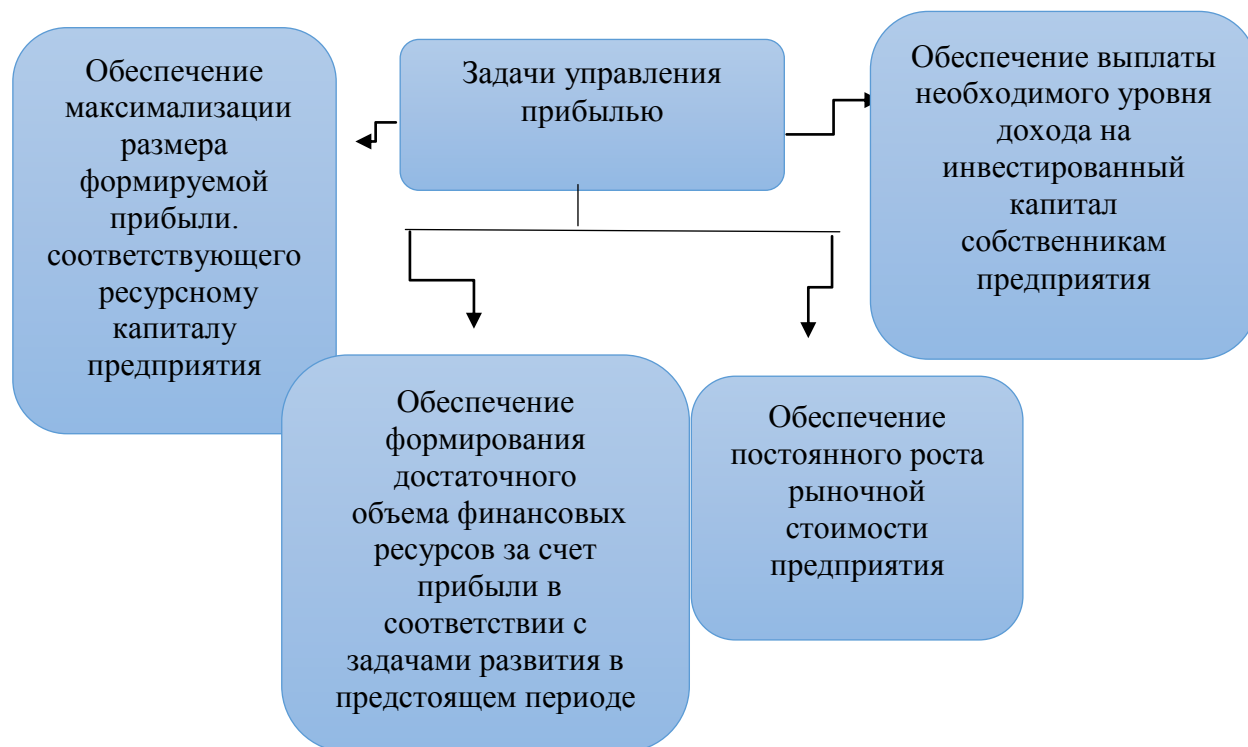 Обеспечение
максимализации
размера
формируемой
прибыли.
соответствующего
ресурсному
капиталу
предприятия
Задачи управления
прибылью
Обеспечение выплаты
необходимого уровня
дохода на
инвестированный
капитал
собственникам
предприятия
Обеспечение
формирования
достаточного
объема финансовых
ресурсов за счет
прибыли в
соответствии с
задачами развития в
предстоящем периоде
Обеспечение
постоянного роста
рыночной
стоимости
предприятия